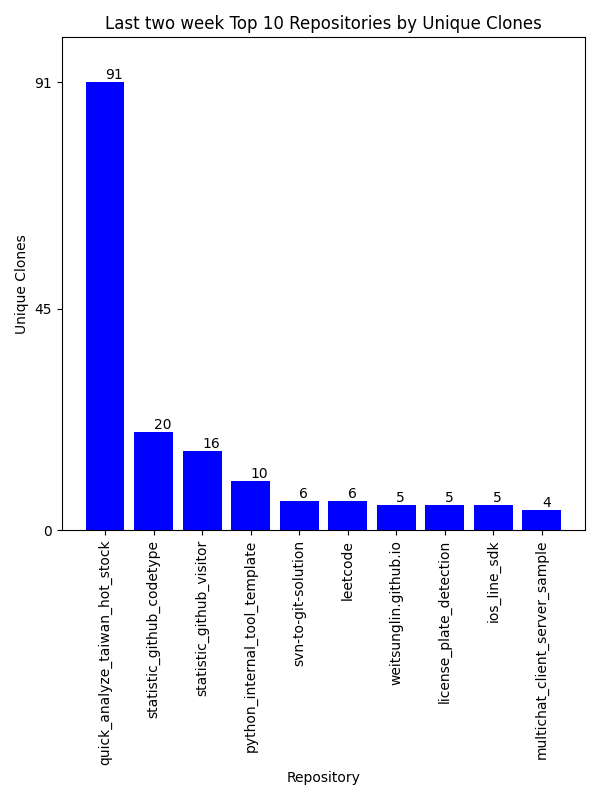 Last two week Top 10 Repositories by Unique Clones
Unique Clones
91
45
0
91
20
16
10
6
6
5
5
5
4
quick_analyze_taiwan_hot_stock
statistic_github_codetype
statistic_github_visitor
python_internal_tool_template
svn-to-git-solution
leetcode
weitsunglin.github.io
license_plate_detection
ios_line_sdk
multichat_client_server_sample
Repository